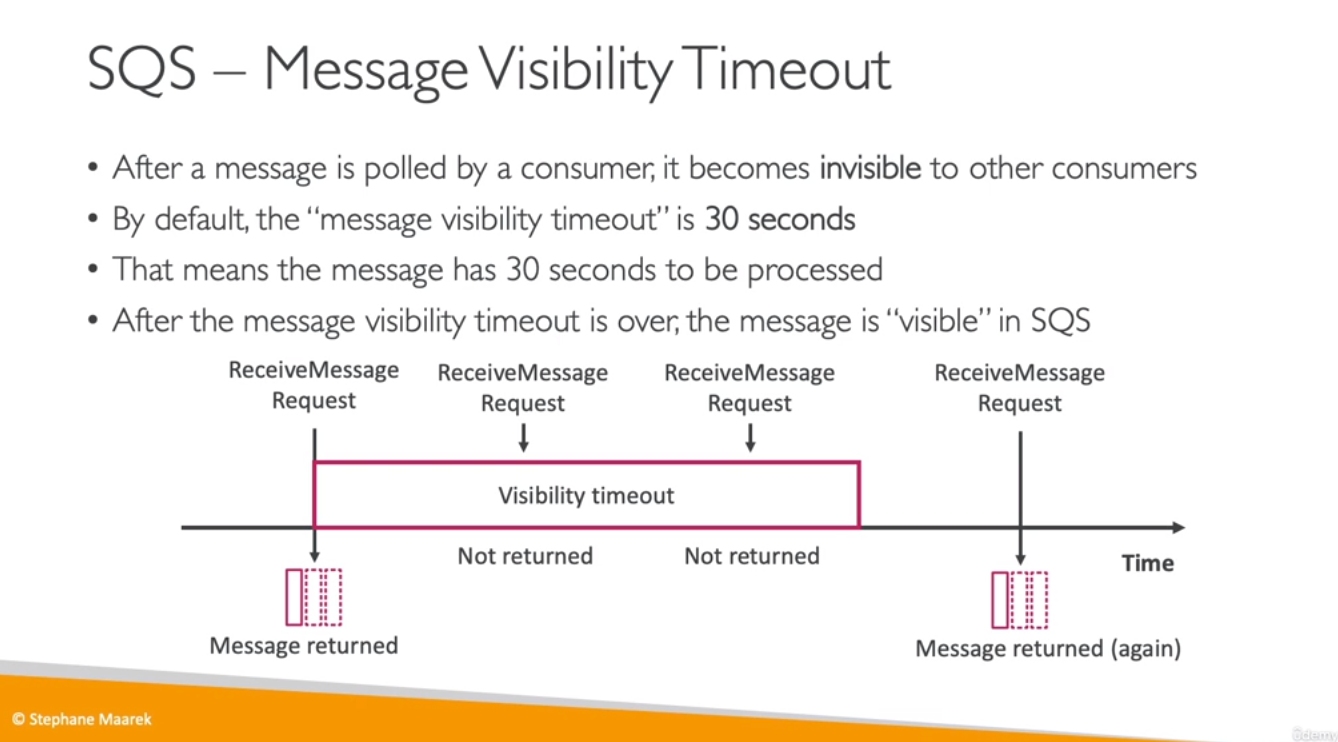 SQS – Message Visibility Timeout
• After a message is polled by a consumer, it becomes invisible to other consumers
• By default, the “message visibility timeout” is 30 seconds
• That means the message has 30 seconds to be processed
• After the message visibility timeout is over, the message is “visible” in SQS
ReceiveMessage
Request
ReceiveMessage
Request
ReceiveMessage
Request
ReceiveMessage
Request
Visibility timeout
Not returned
Not returned
Time
Message returned
Message returned (again)
© Stephane Maarek
ûdemy